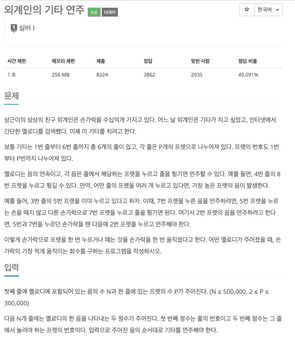 외계인의 기타 연주
한국어
실버 I
시간 제한 메모리 제한 제출 정답 맞힌 사람 정답 비율
1 초 256 MB 8324 3862 2935 45.091%
문제
상근이의 상상의 친구 외계인은 손가락을 수십억개 가지고 있다. 어느 날 외계인은 기타가 치고 싶었고, 인터넷에서
간단한 멜로디를 검색했다. 이제 이 기타를 치려고 한다.
보통 기타는 1번 줄부터 6번 줄까지 총 6개의 줄이 있고, 각 줄은 P개의 프렛으로 나누어져 있다. 프렛의 번호도 1번부
터 P번까지 나누어져 있다.
멜로디는 음의 연속이고, 각 음은 줄에서 해당하는 프렛을 누르고 줄을 튕기면 연주할 수 있다. 예를 들면, 4번 줄의 8
번 프렛을 누르고 튕길 수 있다. 만약, 어떤 줄의 프렛을 여러 개 누르고 있다면, 가장 높은 프렛의 음이 발생한다.
예를 들어, 3번 줄의 5번 프렛을 이미 누르고 있다고 하자. 이때, 7번 프렛을 누른 음을 연주하려면, 5번 프렛을 누르
는 손을 떼지 않고 다른 손가락으로 7번 프렛을 누르고 줄을 튕기면 된다. 여기서 2번 프렛의 음을 연주하려고 한다
면, 5번과 7번을 누르던 손가락을 뗀 다음에 2번 프렛을 누르고 연주해야 한다.
이렇게 손가락으로 프렛을 한 번 누르거나 떼는 것을 손가락을 한 번 움직였다고 한다. 어떤 멜로디가 주어졌을 때, 손
가락의 가장 적게 움직이는 회수를 구하는 프로그램을 작성하시오.
입력
첫째 줄에 멜로디에 포함되어 있는 음의 수 N과 한 줄에 있는 프렛의 수 P가 주어진다. (N ≤ 500,000, 2 ≤ P ≤
300,000)
다음 N개 줄에는 멜로디의 한 음을 나타내는 두 정수가 주어진다. 첫 번째 정수는 줄의 번호이고 두 번째 정수는 그 줄
에서 눌러야 하는 프렛의 번호이다. 입력으로 주어진 음의 순서대로 기타를 연주해야 한다.